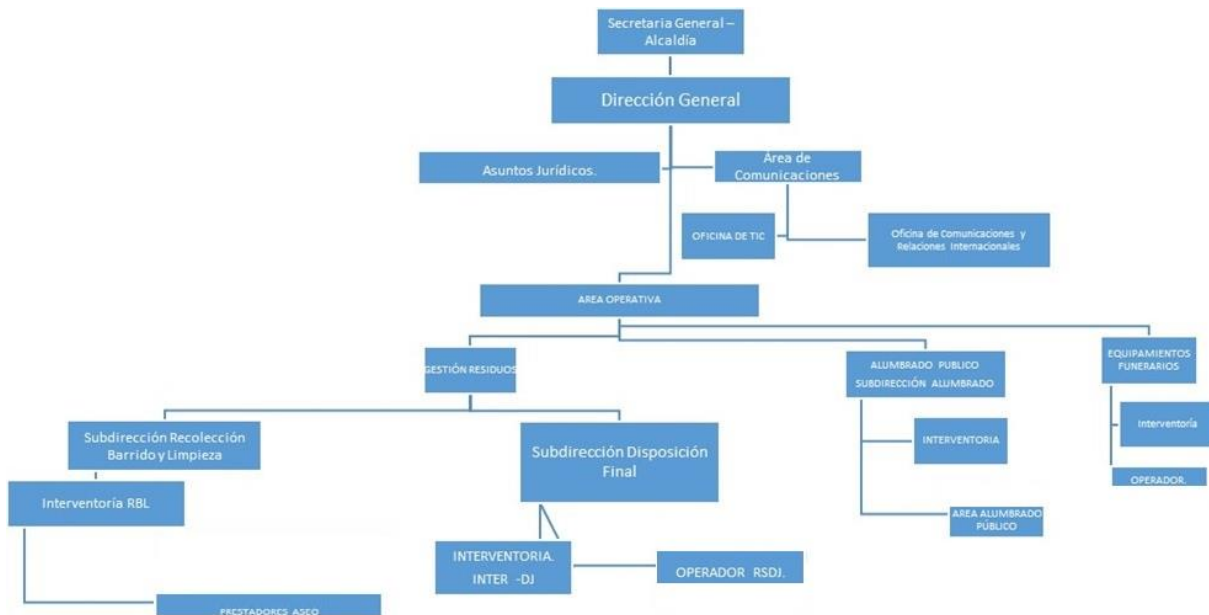 Secretaria General –
Alcaldía
Dirección General
Asuntos Jurídicos.
Área de
Comunicaciones
OFICINA DE TIC
Oficina de Comunicaciones y
Relaciones Internacionales
AREA OPERATIVA
GESTIÓN RESIDUOS
ALUMBRADO PUBLICO
SUBDIRECCIÓN ALUMBRADO
EQUIPAMIENTOS
FUNERARIOS
Subdirección Recolección
Barrido y Limpieza
Subdirección Disposición
Final
INTERVENTORIA
Interventoría
Interventoría RBL
OPERADOR.
AREA ALUMBRADO
PÚBLICO
INTERVENTORIA.
INTER -DJ
OPERADOR RSDJ.
PRESTADORES ASEO